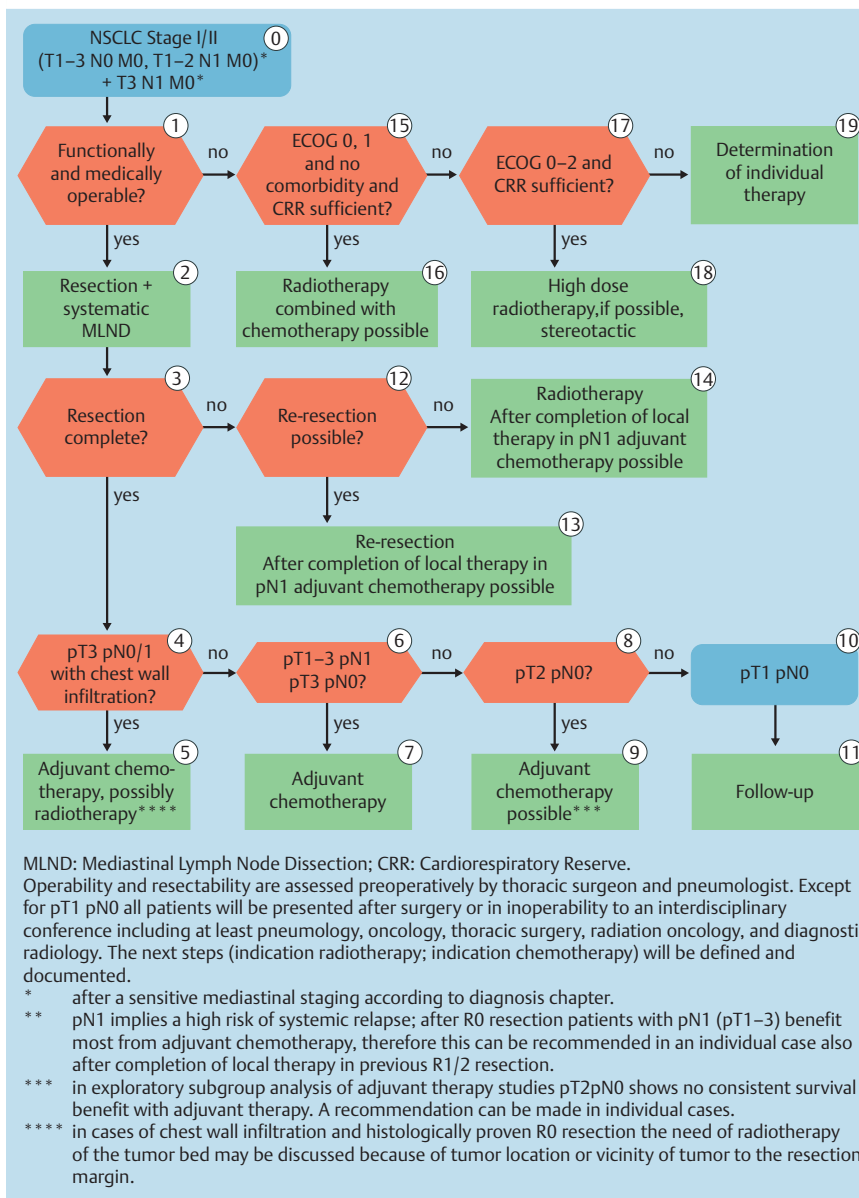 NSCLC Stage I/II
(T1–3 N0 M0, T1–2 N1 M0)*
+ T3 N1 M0*
0
1
Functionally
and medically
operable?
no
15
ECOG 0, 1
and no
comorbidity and
CRR sufficient?
no
17
ECOG 0–2 and
CRR sufficient?
no
19
Determination
of individual
therapy
yes
yes
yes
2
Resection +
systematic
MLND
16
Radiotherapy
combined with
chemotherapy possible
18
High dose
radiotherapy,if possible,
stereotactic
3
Resection
complete?
no
12
Re-resection
possible?
no
14
Radiotherapy
After completion of local
therapy in pN1 adjuvant
chemotherapy possible
yes
yes
13
Re-resection
After completion of local therapy in
pN1 adjuvant chemotherapy possible
4
pT3 pN0/1
with chest wall
infiltration?
no
6
pT1–3 pN1
pT3 pN0?
no
8
pT2 pN0?
no
10
pT1 pN0
yes
yes
yes
5
Adjuvant chemo-
therapy, possibly
radiotherapy****
7
Adjuvant
chemotherapy
9
Adjuvant
chemotherapy
possible***
11
Follow-up
MLND: Mediastinal Lymph Node Dissection; CRR: Cardiorespiratory Reserve.
Operability and resectability are assessed preoperatively by thoracic surgeon and pneumologist. Except
for pT1 pN0 all patients will be presented after surgery or in inoperability to an interdisciplinary
conference including at least pneumology, oncology, thoracic surgery, radiation oncology, and diagnosti
radiology. The next steps (indication radiotherapy; indication chemotherapy) will be defined and
documented.
* after a sensitive mediastinal staging according to diagnosis chapter.
** pN1 implies a high risk of systemic relapse; after R0 resection patients with pN1 (pT1–3) benefit
most from adjuvant chemotherapy, therefore this can be recommended in an individual case also
after completion of local therapy in previous R1/2 resection.
*** in exploratory subgroup analysis of adjuvant therapy studies pT2pN0 shows no consistent survival
benefit with adjuvant therapy. A recommendation can be made in individual cases.
**** in cases of chest wall infiltration and histologically proven R0 resection the need of radiotherapy
of the tumor bed may be discussed because of tumor location or vicinity of tumor to the resection
margin.